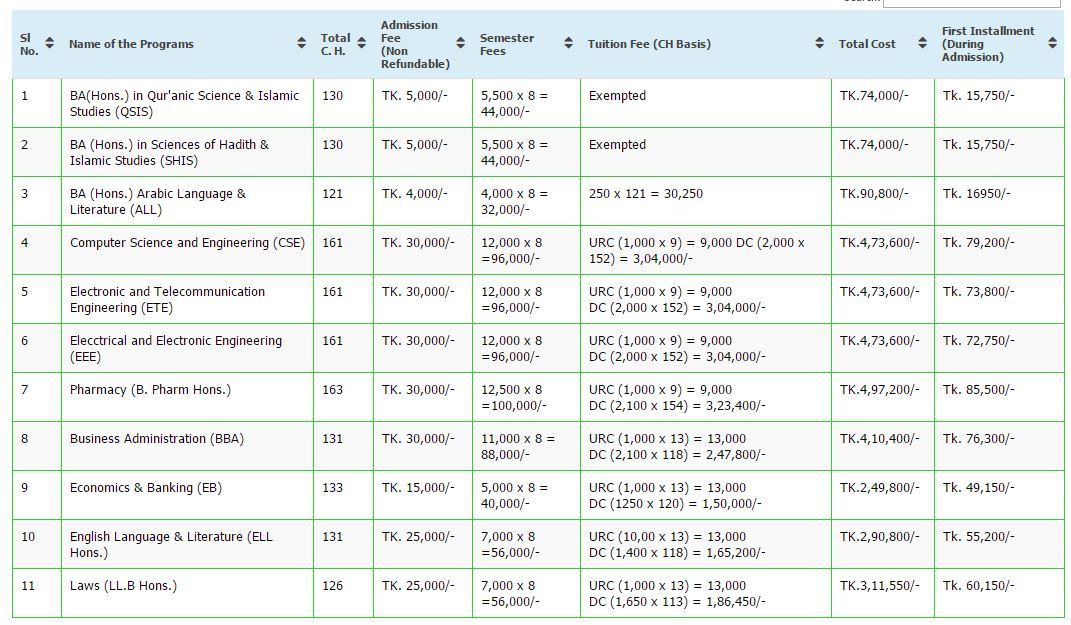 Sl No.
Name of the Programs
Total C. H.
Admission Fee (Non Refundable)
Semester Fees
Tuition Fee (CH Basis)
Total Cost
First Installment (During Admission)
1
BA(Hons.) in Qur'anic Science & Islamic
Studies (QSIS)
130
TK. 5,000/-
5,500 x 8 =
44,000/-
Exempted
TK.74,000/-
Tk. 15,750/-
2
BA (Hons.) in Sciences of Hadith &
Islamic Studies (SHIS)
130
TK. 5,000/-
5,500 x 8 =
44,000/-
Exempted
TK.74,000/-
Tk. 15,750/-
3
BA (Hons.) Arabic Language &
Literature (ALL)
121
TK. 4,000/-
4,000 x 8 =
32,000/-
250 x 121 = 30,250
TK.90,800/-
Tk. 16950/-
4
Computer Science and Engineering (CSE)
161
TK. 30,000/-
12,000 x 8
=96,000/-
URC (1,000 x 9) = 9,000 DC (2,000 x
152) = 3,04,000/-
TK.4,73,600/-
Tk. 79,200/-
5
Electronic and Telecommunication
Engineering (ETE)
161
TK. 30,000/-
12,000 x 8
=96,000/-
URC (1,000 x 9) = 9,000
DC (2,000 x 152) = 3,04,000/-
TK.4,73,600/-
Tk. 73,800/-
6
Elecctrical and Electronic Engineering
(EEE)
161
TK. 30,000/-
12,000 x 8
=96,000/-
URC (1,000 x 9) = 9,000
DC (2,000 x 152) = 3,04,000/-
TK.4,73,600/-
Tk. 72,750/-
7
Pharmacy (B. Pharm Hons.)
163
TK. 30,000/-
12,500 x 8
=100,000/-
URC (1,000 x 9) = 9,000
DC (2,100 x 154) = 3,23,400/-
TK.4,97,200/-
Tk. 85,500/-
8
Business Administration (BBA)
131
TK. 30,000/-
11,000 x 8 =
88,000/-
URC (1,000 x 13) = 13,000
DC (2,100 x 118) = 2,47,800/-
TK.4,10,400/-
Tk. 76,300/-
9
Economics & Banking (EB)
133
TK. 15,000/-
5,000 x 8 =
40,000/-
URC (1,000 x 13) = 13,000
DC (1250 x 120) = 1,50,000/-
TK.2,49,800/-
Tk. 49,150/-
10
English Language & Literature (ELL
Hons.)
131
TK. 25,000/-
7,000 x 8
=56,000/-
URC (10,00 x 13) = 13,000
DC (1,400 x 118) = 1,65,200/-
TK.2,90,800/-
Tk. 55,200/-
11
Laws (LL.B Hons.)
126
TK. 25,000/-
7,000 x 8
=56,000/-
URC (1,000 x 13) = 13,000
DC (1,650 x 113) = 1,86,450/-
TK.3,11,550/-
Tk. 60,150/-